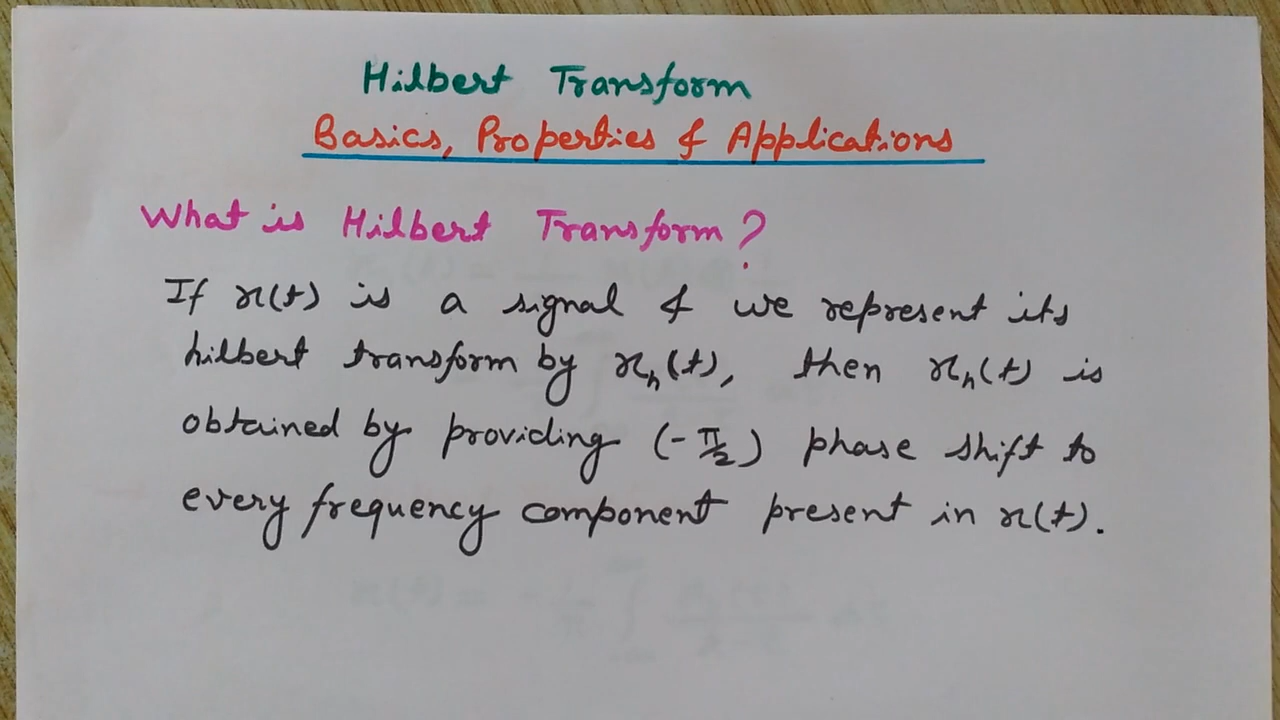 Hilbert Transform
Basics, Properties & Applications
What is Hilbert Transform?
If x(t) is a signal & we represent its
hilbert transform by xₕ(t), then xₕ(t) is
obtained by providing (-π/2) phase shift to
every frequency component present in x(t).